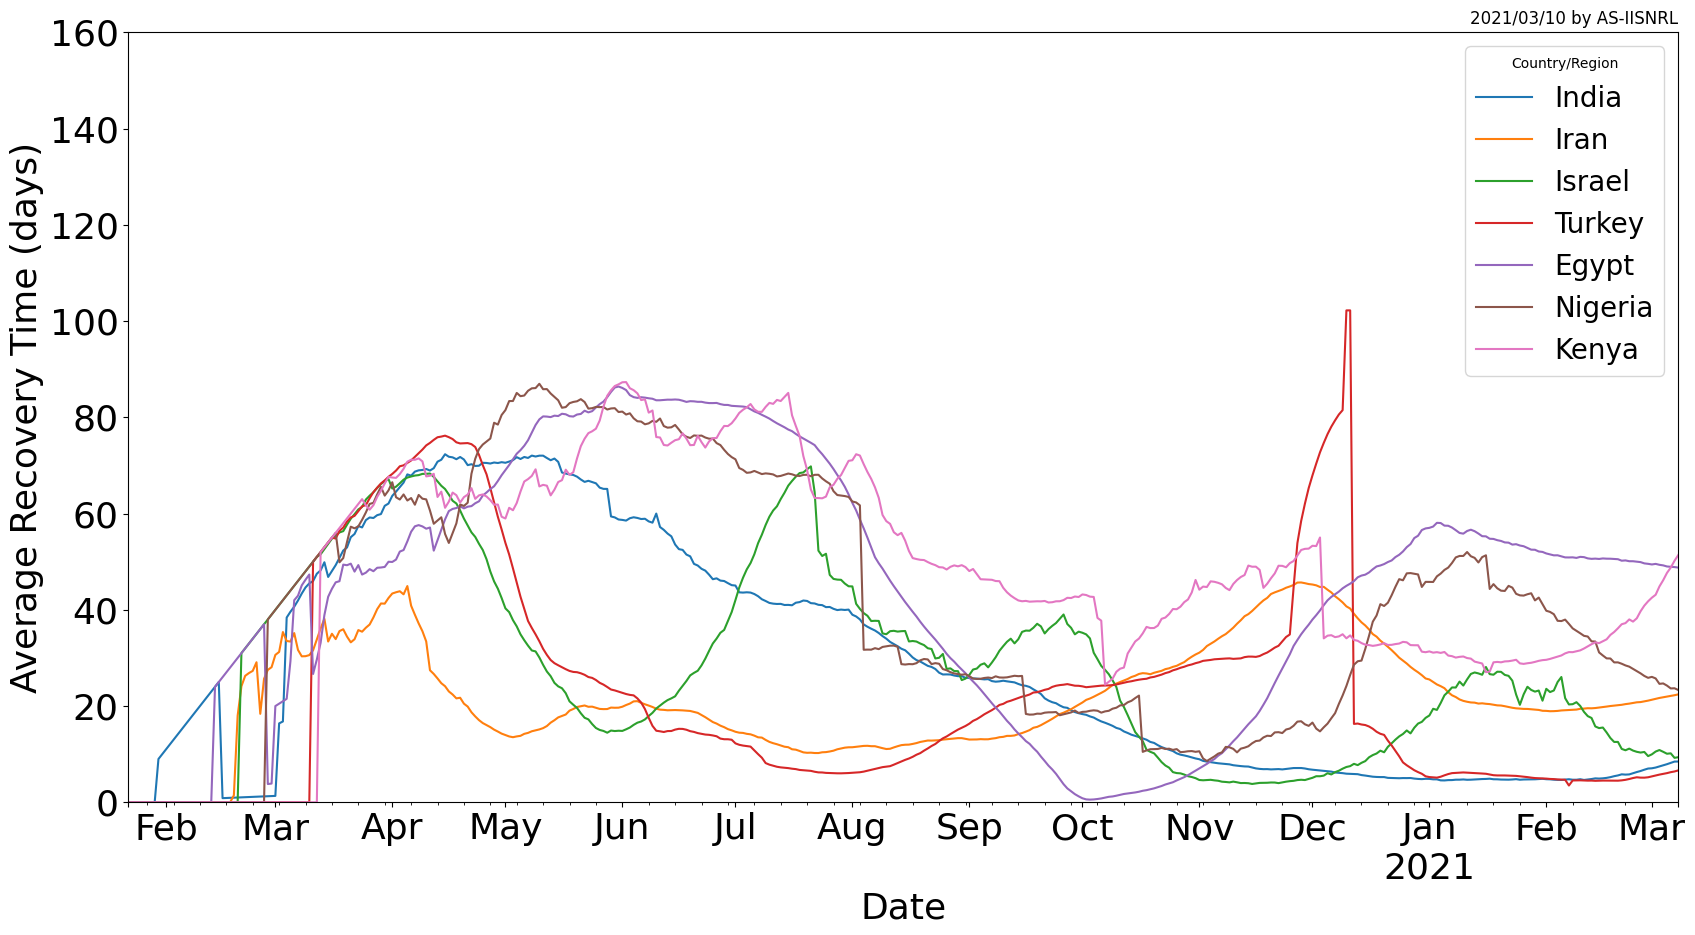 2021/03/10 by AS-IISNRL
Average Recovery Time (days)
160
140
120
100
80
60
40
20
0
Country/Region
India
Iran
Israel
Turkey
Egypt
Nigeria
Kenya
Feb Mar Apr May Jun Jul Aug Sep Oct Nov Dec Jan Feb Mar
2021
Date